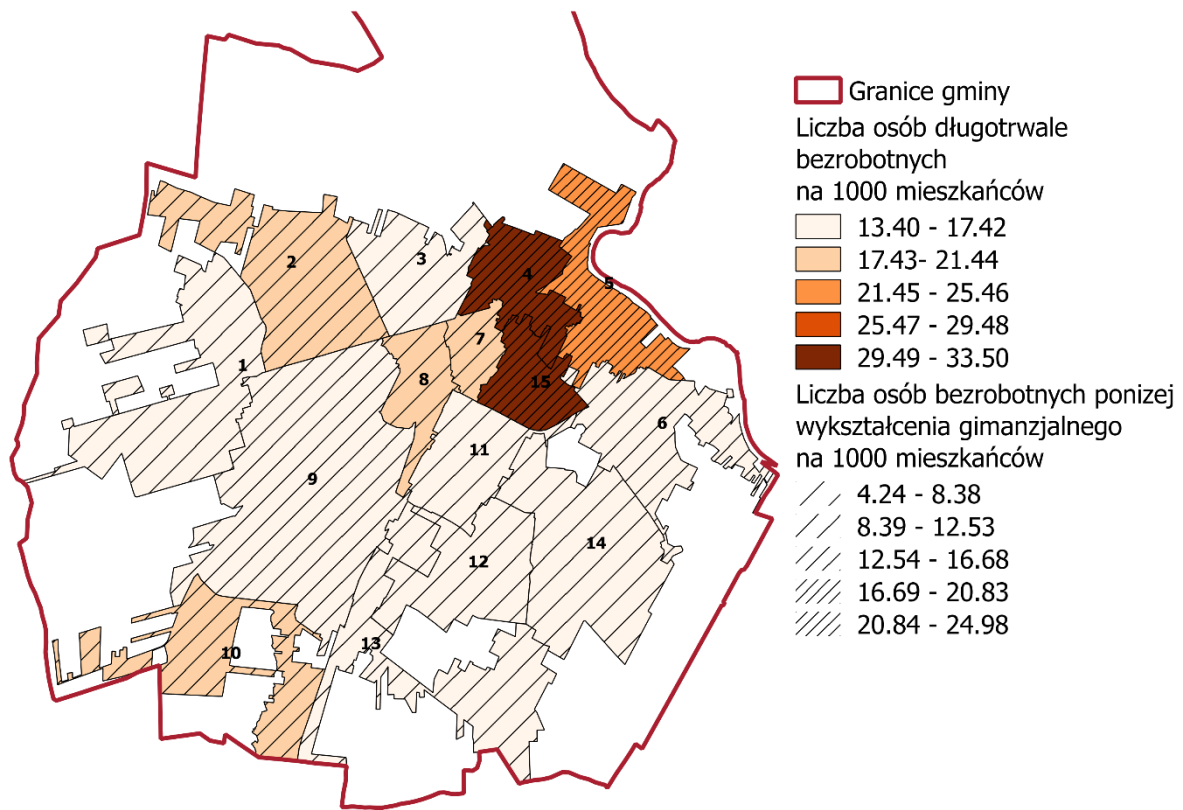 Granice gminy
Liczba osób długotrwale
bezrobotnych
na 1000 mieszkańców
13.40 - 17.42
17.43- 21.44
21.45 - 25.46
25.47 - 29.48
29.49 - 33.50
Liczba osób bezrobotnych ponizej
wykształcenia gimanzjalnego
na 1000 mieszkańców
4.24 - 8.38
8.39 - 12.53
12.54 - 16.68
16.69 - 20.83
20.84 - 24.98
2
3
4
5
1
7
8
15
6
11
9
12
14
13
10